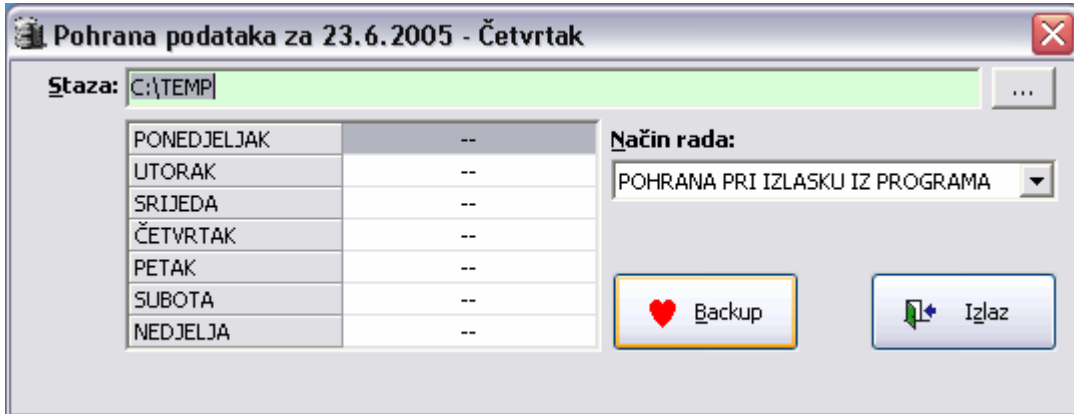 Pohrana podataka za 23.6.2005 - Četvrtak
Staza: C:\TEMP ...
PONEDJELJAK --
UTORAK --
SRIJEDA --
ČETVRTAK --
PETAK --
SUBOTA --
NEDJELJA --
Način rada:
POHRANA PRI IZLASKU IZ PROGRAMA
Backup
Izlaz